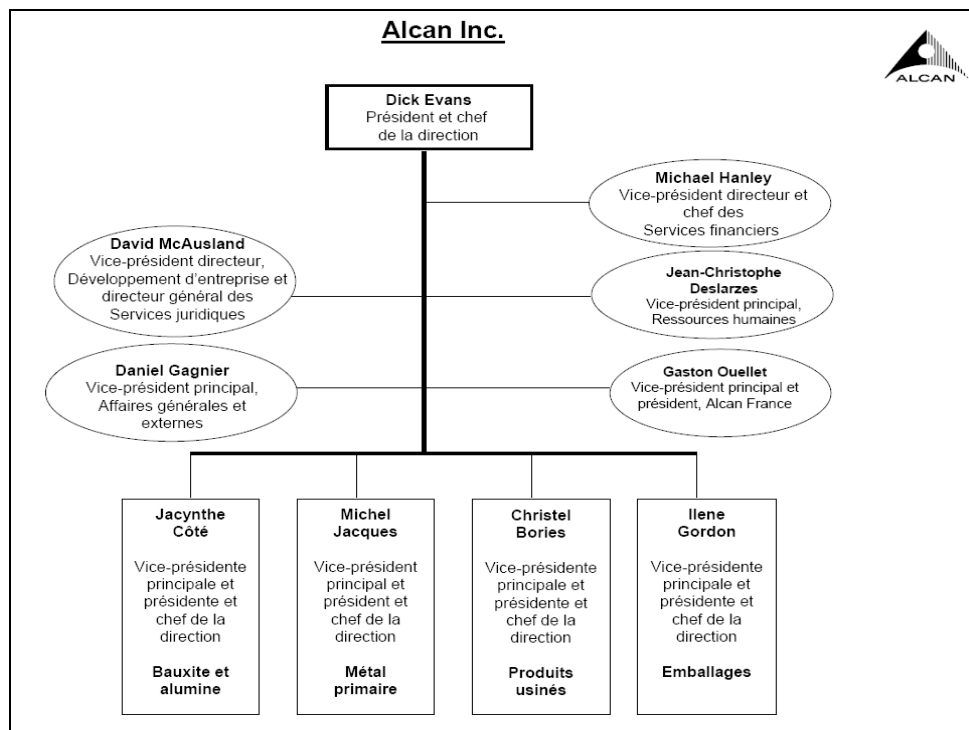 Alcan Inc.
ALCAN
Dick Evans
Président et chef
de la direction
Michael Hanley
Vice-président directeur et
chef des
Services financiers
David McAusland
Vice-président directeur,
Développement d'entreprise et
directeur général des
Services juridiques
Jean-Christophe
Deslarzes
Vice-président principal,
Ressources humaines
Daniel Gagnier
Vice-président principal,
Affaires générales et
externes
Gaston Ouellet
Vice-président principal et
président, Alcan France
Jacynthe
Côté
Vice-présidente
principale et
présidente et
chef de la
direction
Bauxite et
alumine
Michel
Jacques
Vice-président
principal et
président et
chef de la
direction
Métal
primaire
Christel
Bories
Vice-présidente
principale et
présidente et
chef de la
direction
Produits
usinés
Ilene
Gordon
Vice-présidente
principale et
présidente et
chef de la
direction
Emballages